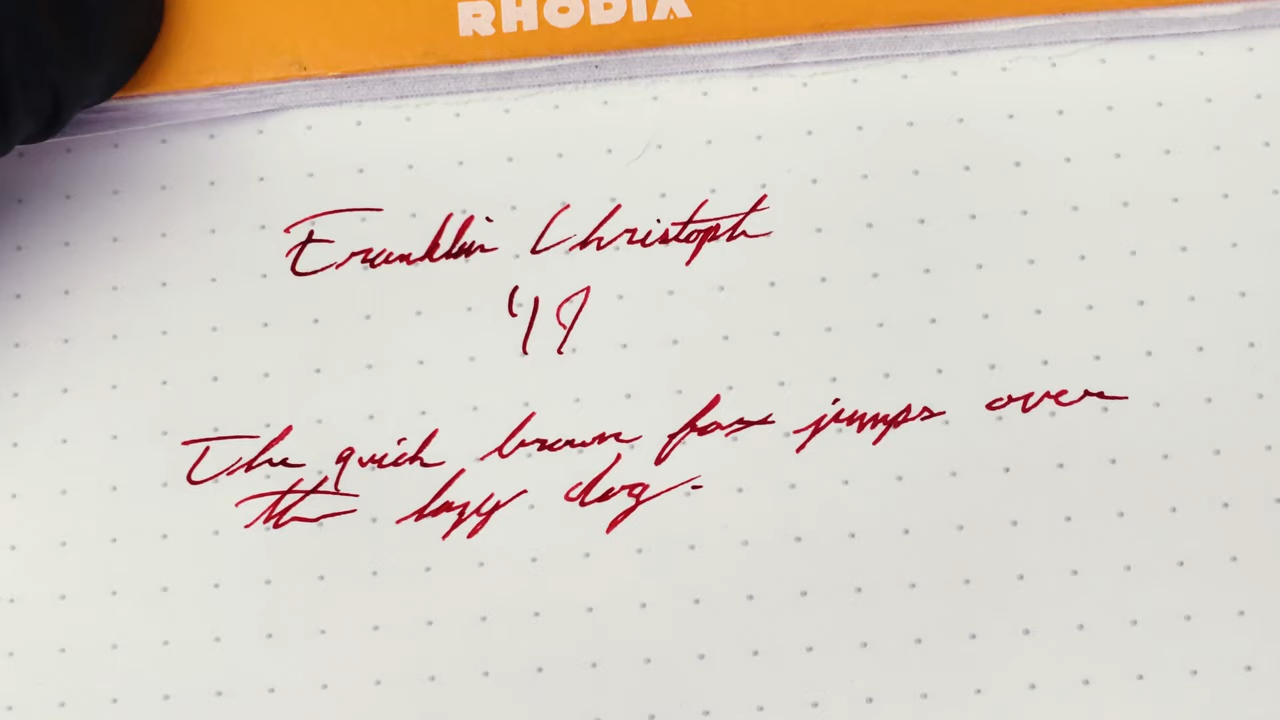 RHODIA
Franklin Christoph
'19
The quick brown fox jumps over
the lazy dog.